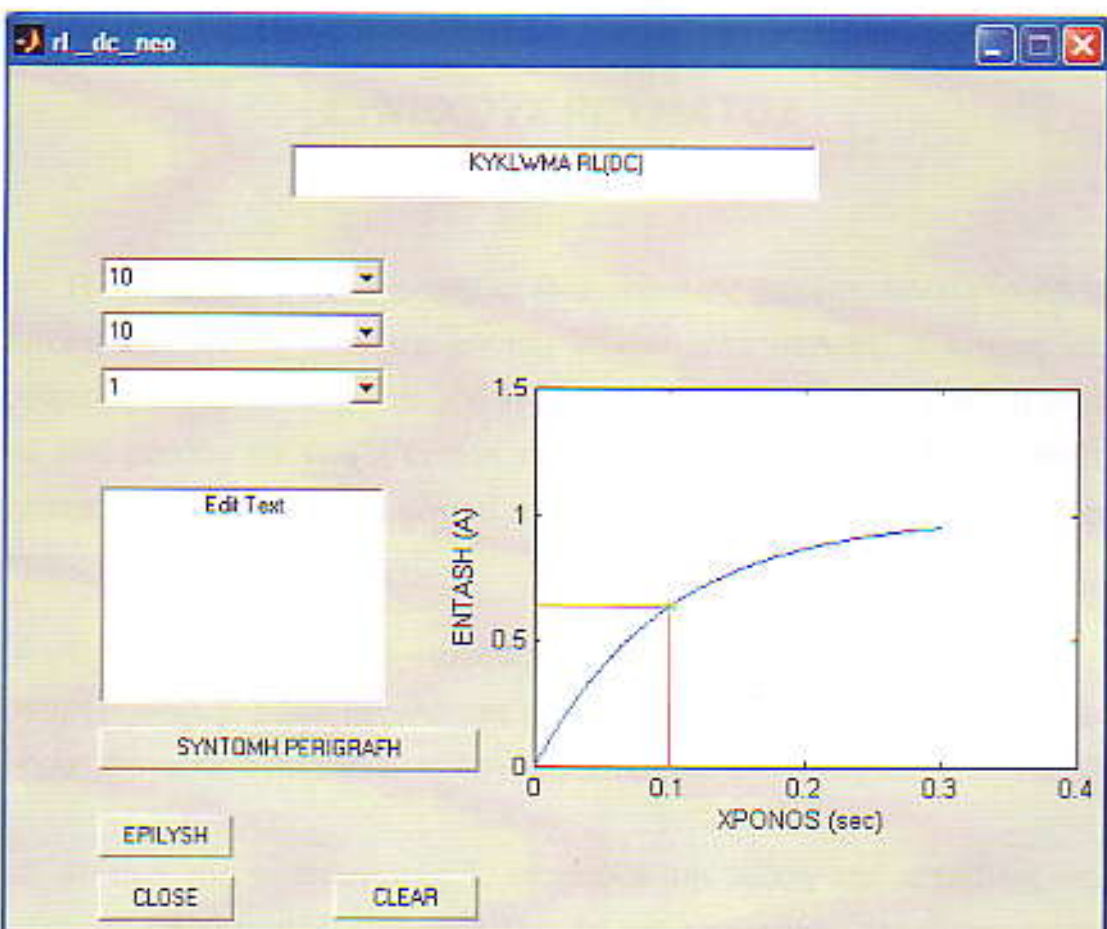 rl_dc_neo
KYKLWMA RL(DC)
10
10
1
Edit Text
SYNTOMH PERIGRAFH
EPILYSH
CLOSE
CLEAR
1.5
1
0.5
0
ENTASH (A)
0
0.1
0.2
0.3
0.4
XPONOS (sec)